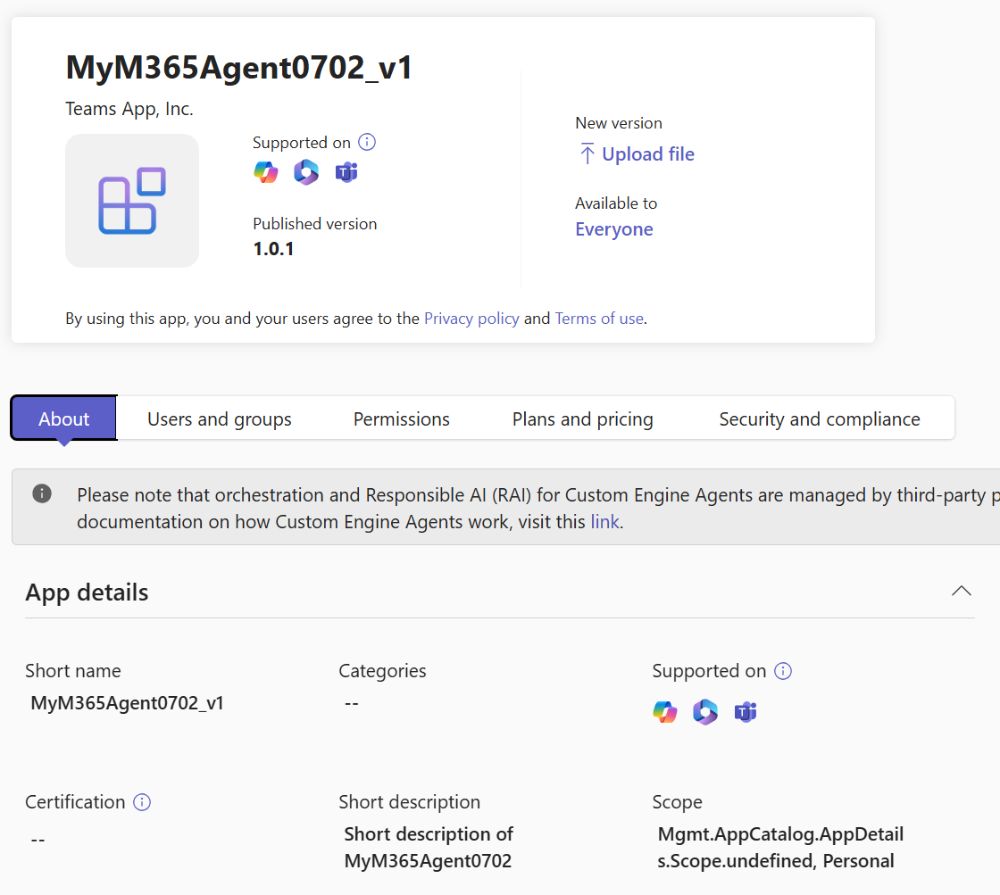 MyM365Agent0702_v1
Teams App, Inc.
Supported on
Published version
1.0.1
New version
Upload file
Available to
Everyone
By using this app, you and your users agree to the Privacy policy and Terms of use.
About
Users and groups
Permissions
Plans and pricing
Security and compliance
Please note that orchestration and Responsible AI (RAI) for Custom Engine Agents are managed by third-party p
documentation on how Custom Engine Agents work, visit this link.
App details
Short name
MyM365Agent0702_v1
Categories
--
Supported on
Certification
--
Short description
Short description of
MyM365Agent0702
Scope
Mgmt.AppCatalog.AppDetail
s.Scope.undefined, Personal